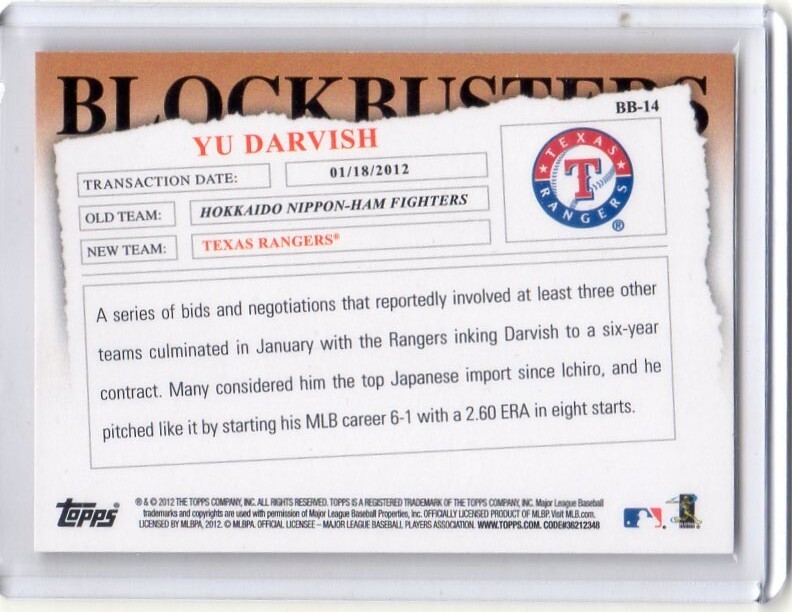 BLOCKBUSTERS
BB-14
YU DARVISH
TRANSACTION DATE: 01/18/2012
OLD TEAM: HOKKAIDO NIPPON-HAM FIGHTERS
NEW TEAM: TEXAS RANGERS®
TEXAS
T
RANGERS
®
A series of bids and negotiations that reportedly involved at least three other
teams culminated in January with the Rangers inking Darvish to a six-year
contract. Many considered him the top Japanese import since Ichiro, and he
pitched like it by starting his MLB career 6-1 with a 2.60 ERA in eight starts.
topps®
® & © 2012 THE TOPPS COMPANY, INC. ALL RIGHTS RESERVED. TOPPS IS A REGISTERED TRADEMARK OF THE TOPPS COMPANY, INC. Major League Baseball
trademarks and copyrights are used with permission of Major League Baseball Properties, Inc. OFFICIALLY LICENSED PRODUCT OF MLBP. Visit MLB.com.
LICENSED BY MLBPA, 2012. © MLBPA. OFFICIAL LICENSEE – MAJOR LEAGUE BASEBALL PLAYERS ASSOCIATION. WWW.TOPPS.COM. CODE#36212348